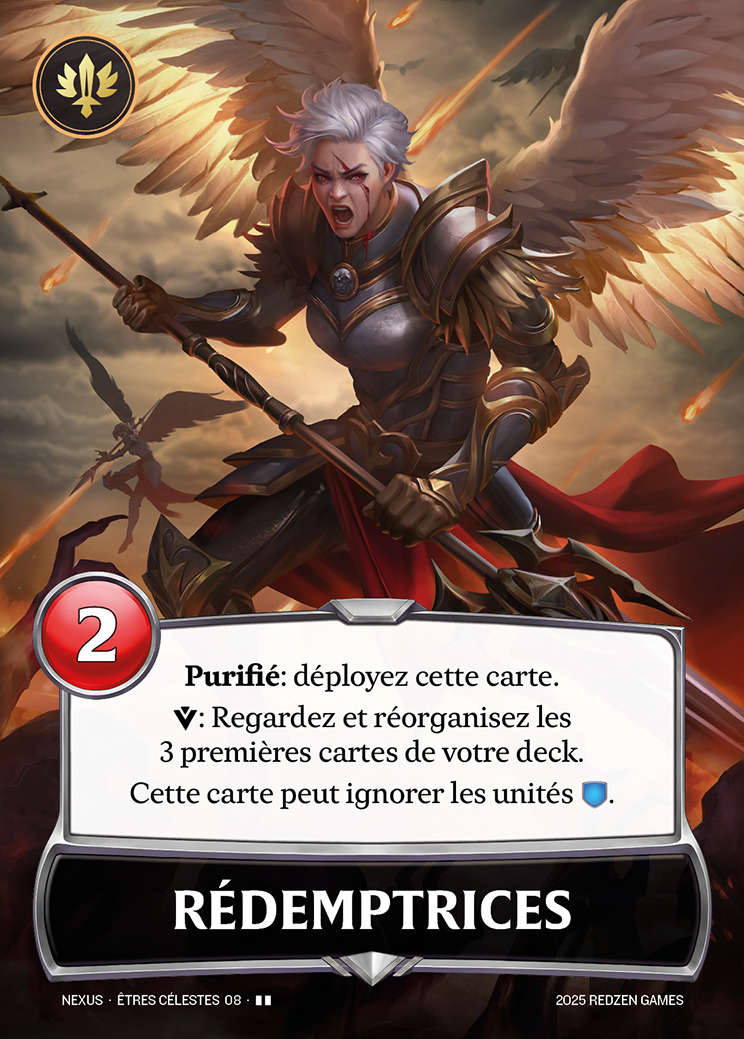 2
Purifié: déployez cette carte.
: Regardez et réorganisez les
3 premières cartes de votre deck.
Cette carte peut ignorer les unités .
RÉDEMPTRICES
NEXUS · ÊTRES CÉLESTES 08 ·
2025 REDZEN GAMES